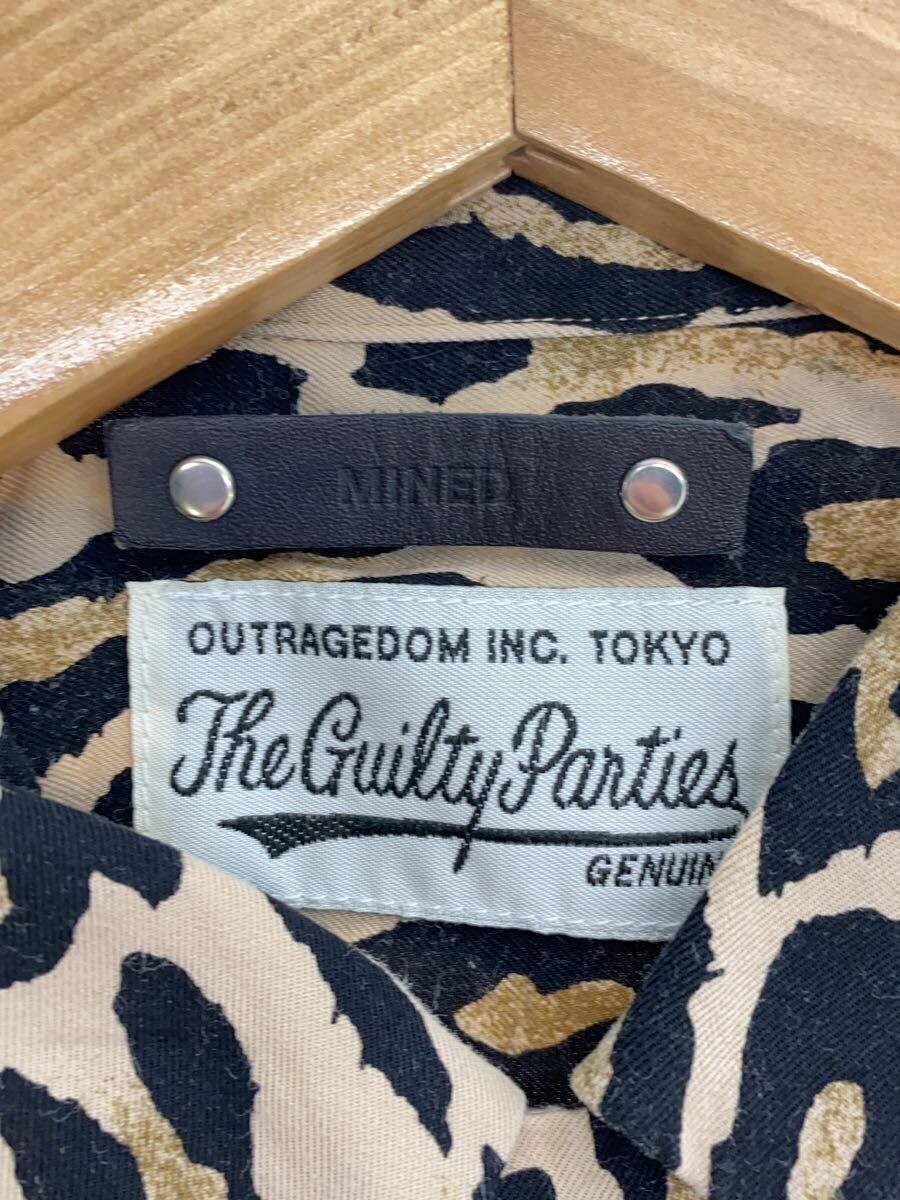 MINED
OUTRAGEDOM INC. TOKYO
The Guilty Parties
GENUIN